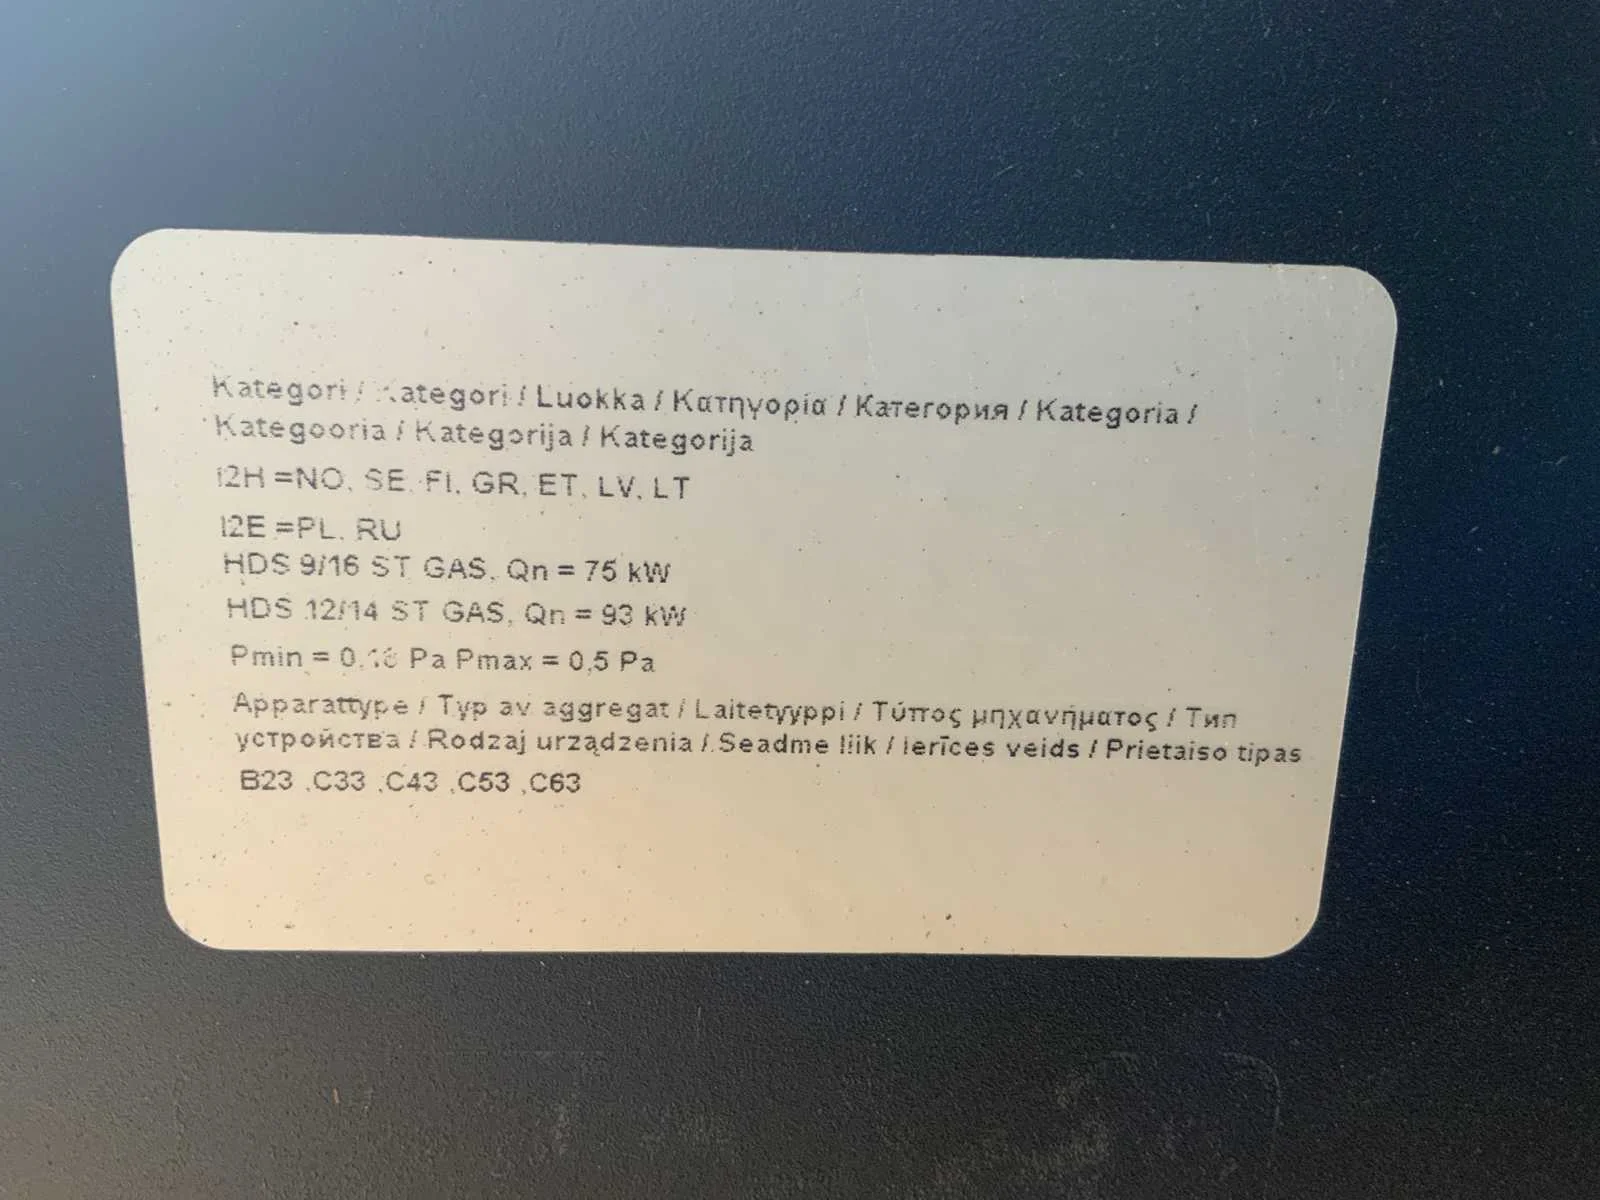 Kategori / Kategori / Luokka / Κατηγορία / Категория / Kategoria /
Kategooria / Kategorija / Kategorija
I2H =NO, SE, FI, GR, ET, LV, LT
I2E =PL, RU
HDS 9/16 ST GAS, Qn = 75 kW
HDS 12/14 ST GAS, Qn = 93 kW
Pmin = Pa Pmax = 0,5 Pa
Apparattype / Typ av aggregat / Laitetyyppi / Τύπος μηχανήματος / Тип
устройства / Rodzaj urządzenia / Seadme liik / Ierīces veids / Prietaiso tipas
B23 ,C33 ,C43 ,C53 ,C63